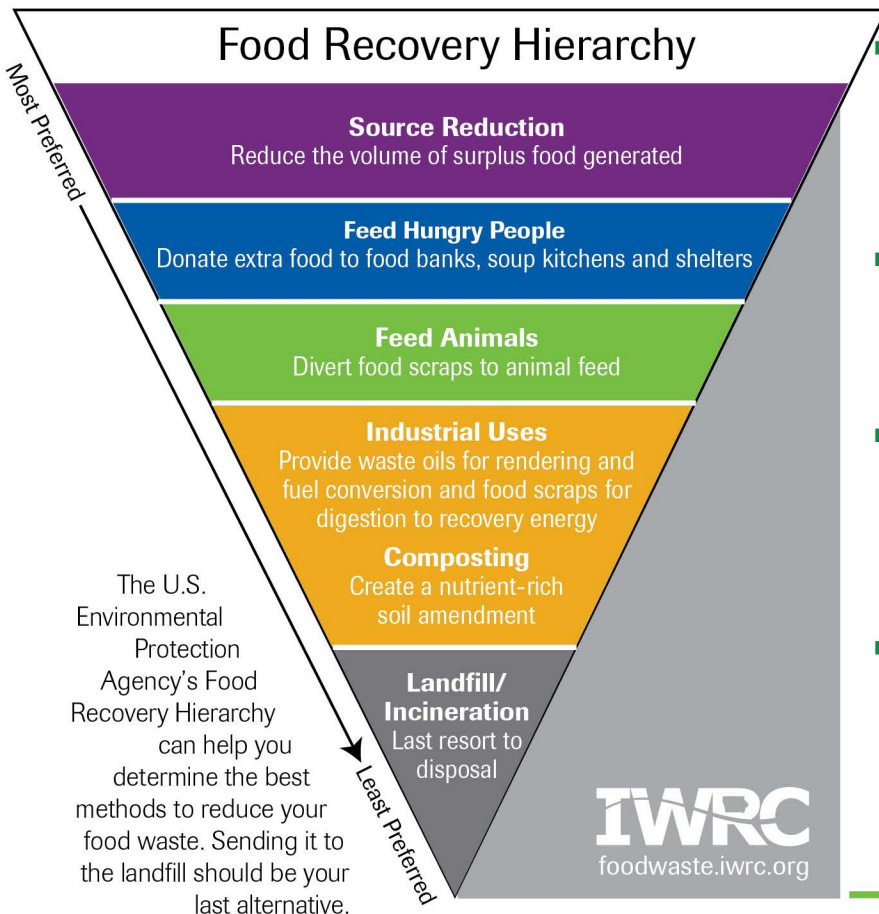 Food Recovery Hierarchy
Most Preferred
Source Reduction
Reduce the volume of surplus food generated
Feed Hungry People
Donate extra food to food banks, soup kitchens and shelters
Feed Animals
Divert food scraps to animal feed
Industrial Uses
Provide waste oils for rendering and
fuel conversion and food scraps for
digestion to recovery energy
Composting
Create a nutrient-rich
soil amendment
Landfill/
Incineration
Last resort to
disposal
Least Preferred
The U.S.
Environmental
Protection
Agency's Food
Recovery Hierarchy
can help you
determine the best
methods to reduce your
food waste. Sending it to
the landfill should be your
last alternative.
IWRC
foodwaste.iwrc.org